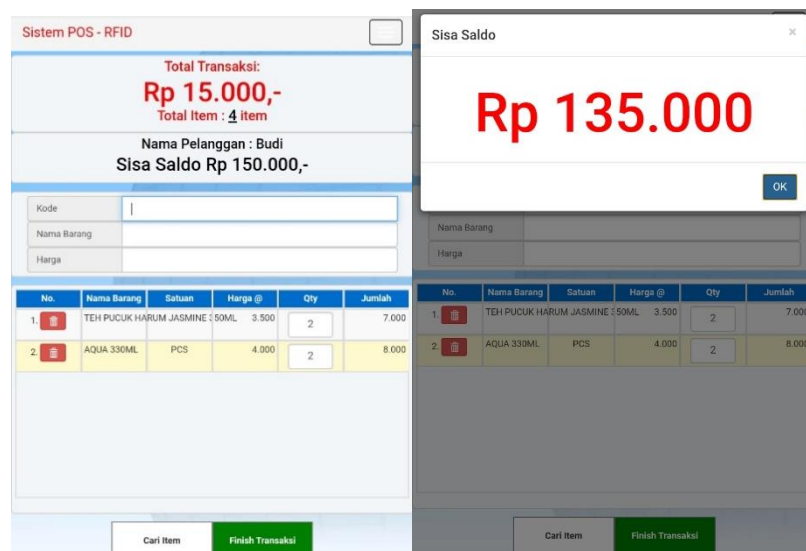 Sistem POS - RFID
Total Transaksi:
Rp 15.000,-
Total Item : 4 item
Nama Pelanggan : Budi
Sisa Saldo Rp 150.000,-
Kode
Nama Barang
Harga
No. Nama Barang Satuan Harga @ Qty Jumlah
1. TEH PUCUK HARUM JASMINE 50ML 3.500 2 7.000
2. AQUA 330ML PCS 4.000 2 8.000
Cari Item Finish Transaksi
Sisa Saldo ×
Rp 135.000
OK
Nama Barang
Harga
No. Nama Barang Satuan Harga @ Qty Jumlah
1. TEH PUCUK HARUM JASMINE 50ML 3.500 2 7.000
2. AQUA 330ML PCS 4.000 2 8.000
Cari Item Finish Transaksi